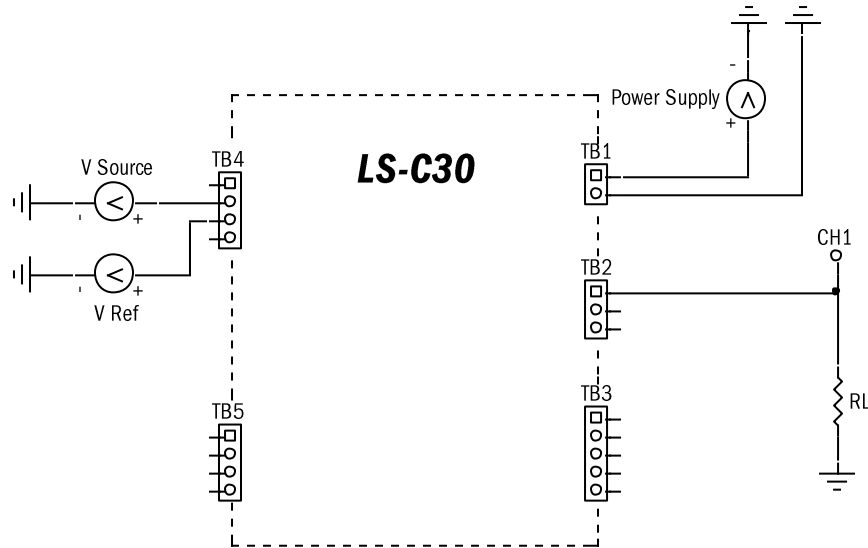 Power Supply
-
+
LS-C30
TB1
TB4
V Source
-
+
-
+
V Ref
TB2
CH1
TB3
RL
TB5